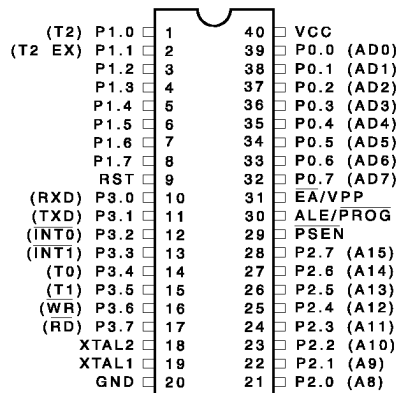 (T2) P1.0 1 40 VCC
(T2 EX) P1.1 2 39 P0.0 (AD0)
P1.2 3 38 P0.1 (AD1)
P1.3 4 37 P0.2 (AD2)
P1.4 5 36 P0.3 (AD3)
P1.5 6 35 P0.4 (AD4)
P1.6 7 34 P0.5 (AD5)
P1.7 8 33 P0.6 (AD6)
RST 9 32 P0.7 (AD7)
(RXD) P3.0 10 31 E̅A̅/VPP
(TXD) P3.1 11 30 ALE/P̅R̅O̅G̅
(I̅N̅T̅0̅) P3.2 12 29 P̅S̅E̅N̅
(I̅N̅T̅1̅) P3.3 13 28 P2.7 (A15)
(T0) P3.4 14 27 P2.6 (A14)
(T1) P3.5 15 26 P2.5 (A13)
(W̅R̅) P3.6 16 25 P2.4 (A12)
(R̅D̅) P3.7 17 24 P2.3 (A11)
XTAL2 18 23 P2.2 (A10)
XTAL1 19 22 P2.1 (A9)
GND 20 21 P2.0 (A8)